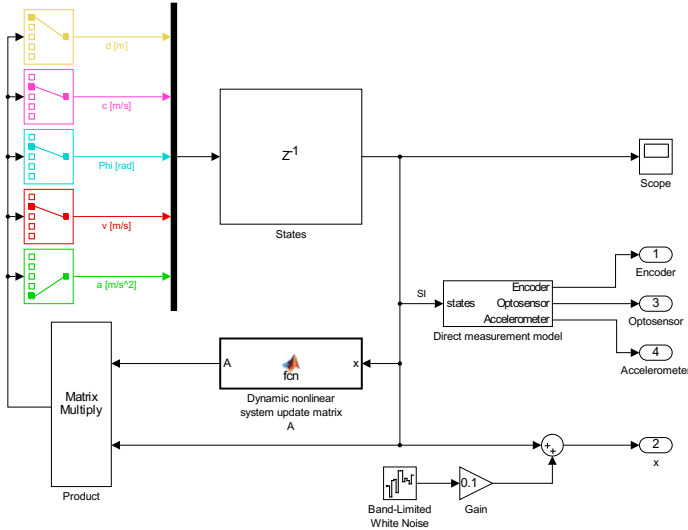 d [m]
c [m/s]
Phi [rad]
v [m/s]
a [m/s^2]
Z-1
States
Scope
SI
states
Encoder
Optosensor
Accelerometer
Direct measurement model
1
Encoder
3
Optosensor
4
Accelerometer
Matrix
Multiply
Product
A
fcn
x
Dynamic nonlinear
system update matrix
A
+
+
2
x
Band-Limited
White Noise
0.1
Gain